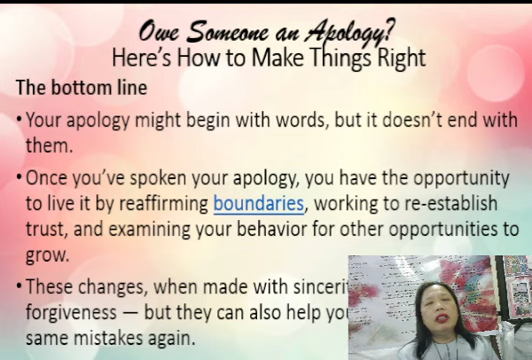 Owe Someone an Apology?
Here's How to Make Things Right
The bottom line
• Your apology might begin with words, but it doesn't end with
them.
• Once you've spoken your apology, you have the opportunity
to live it by reaffirming boundaries, working to re-establish
trust, and examining your behavior for other opportunities to
grow.
• These changes, when made with
forgiveness — but they can also help
same mistakes again.